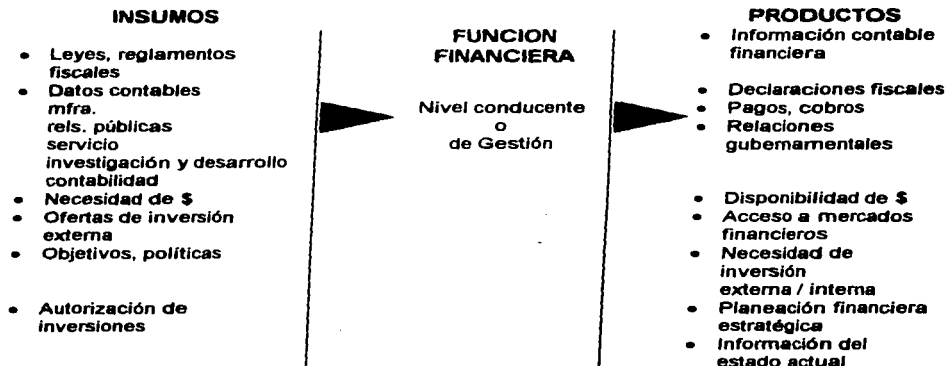 INSUMOS
• Leyes, reglamentos
fiscales
• Datos contables
mfra.
rels. públicas
servicio
investigación y desarrollo
contabilidad
• Necesidad de $
• Ofertas de inversión
externa
• Objetivos, políticas
• Autorización de
inversiones
FUNCION
FINANCIERA
Nivel conducente
o
de Gestión
PRODUCTOS
• Información contable
financiera
• Declaraciones fiscales
• Pagos, cobros
• Relaciones
gubernamentales
• Disponibilidad de $
• Acceso a mercados
financieros
• Necesidad de
inversión
externa / interna
• Planeación financiera
estratégica
• Información del
estado actual